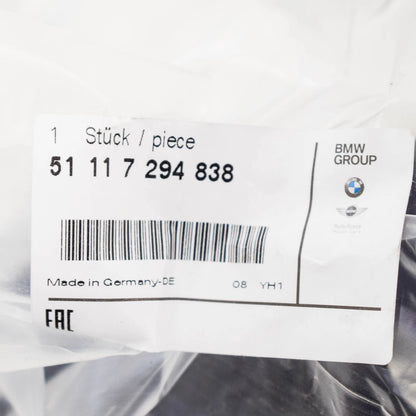 1 Stück / piece
51 11 7 294 838
BMW
GROUP
Made in Germany-DE 08 YH1
EAC